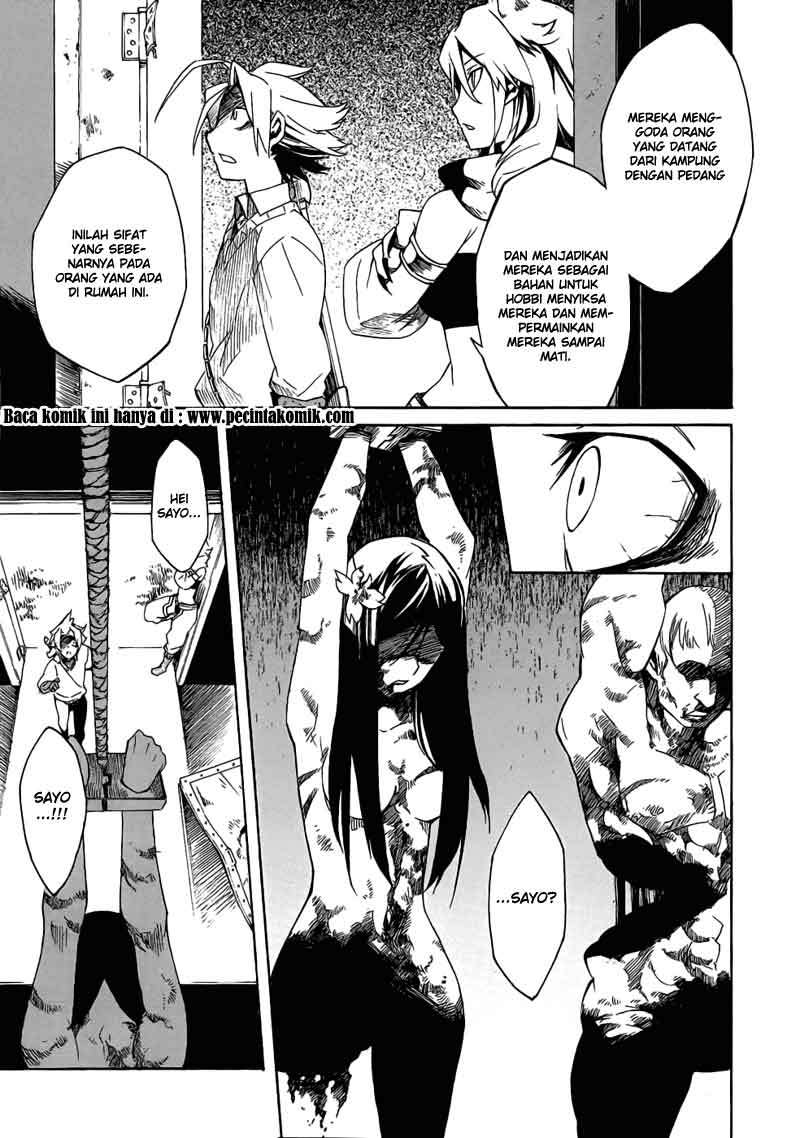 MEREKA MENG-
GODA ORANG
YANG DATANG
DARI KAMPUNG
DENGAN PEDANG
DAN MENJADIKAN
MEREKA SEBAGAI
BAHAN UNTUK
HOBBI MENYIKSA
MEREKA DAN MEM-
PERMAINKAN
MEREKA SAMPAI
MATI.
INILAH SIFAT
YANG SEBE-
NARNYA PADA
ORANG YANG ADA
DI RUMAH INI.
Baca komik ini hanya di : www.pecintakomik.com
...SAYO?
HEI
SAYO...
SAYO
...!!!